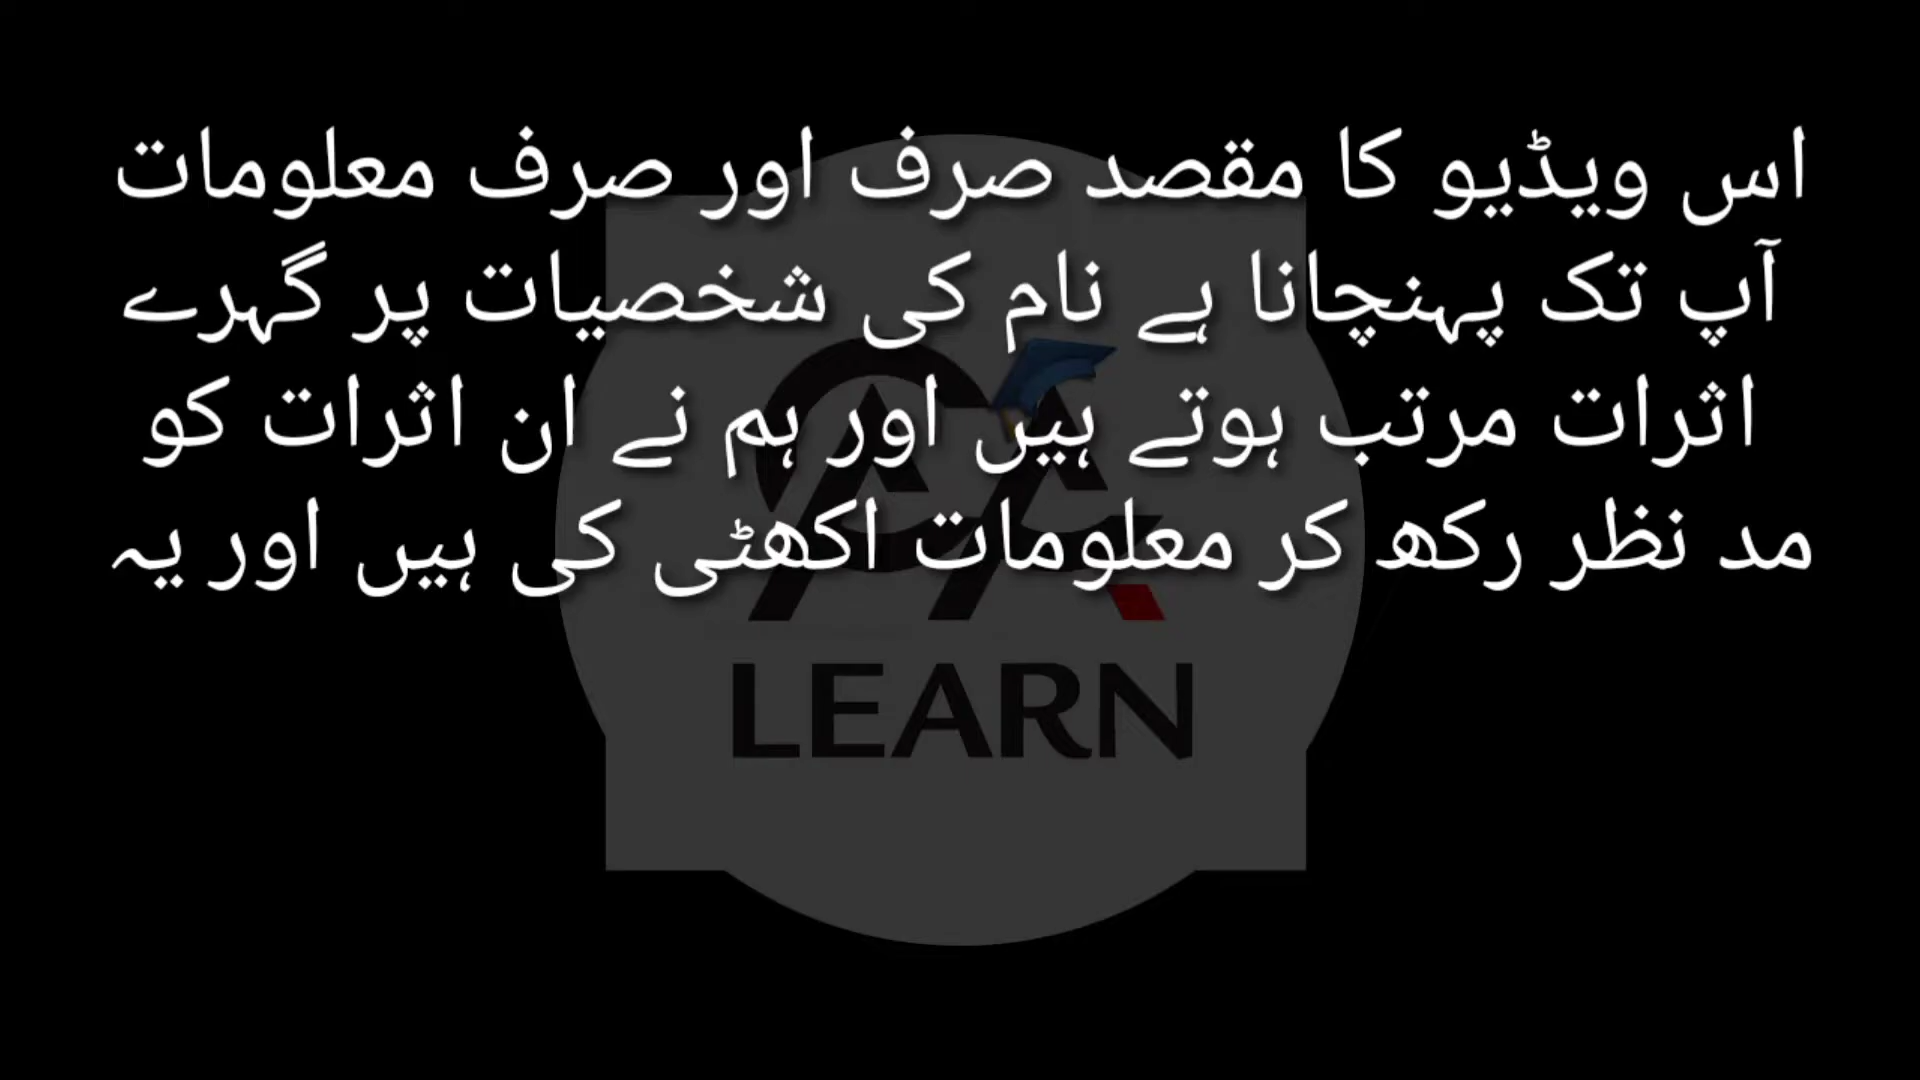 اس ویڈیو کا مقصد صرف اور صرف معلومات
آپ تک پہنچانا ہے نام کی شخصیات پر گہرے
اثرات مرتب ہوتے ہیں اور ہم نے ان اثرات کو
مد نظر رکھ کر معلومات اکھٹی کی ہیں اور یہ
LEARN